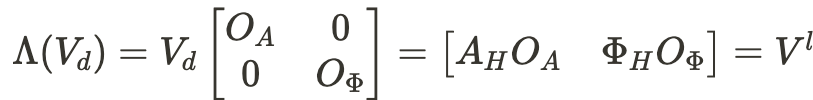 Λ(V_d) = V_d [O_A 0 0 O_Φ] = [A_H O_A Φ_H O_Φ] = V^l